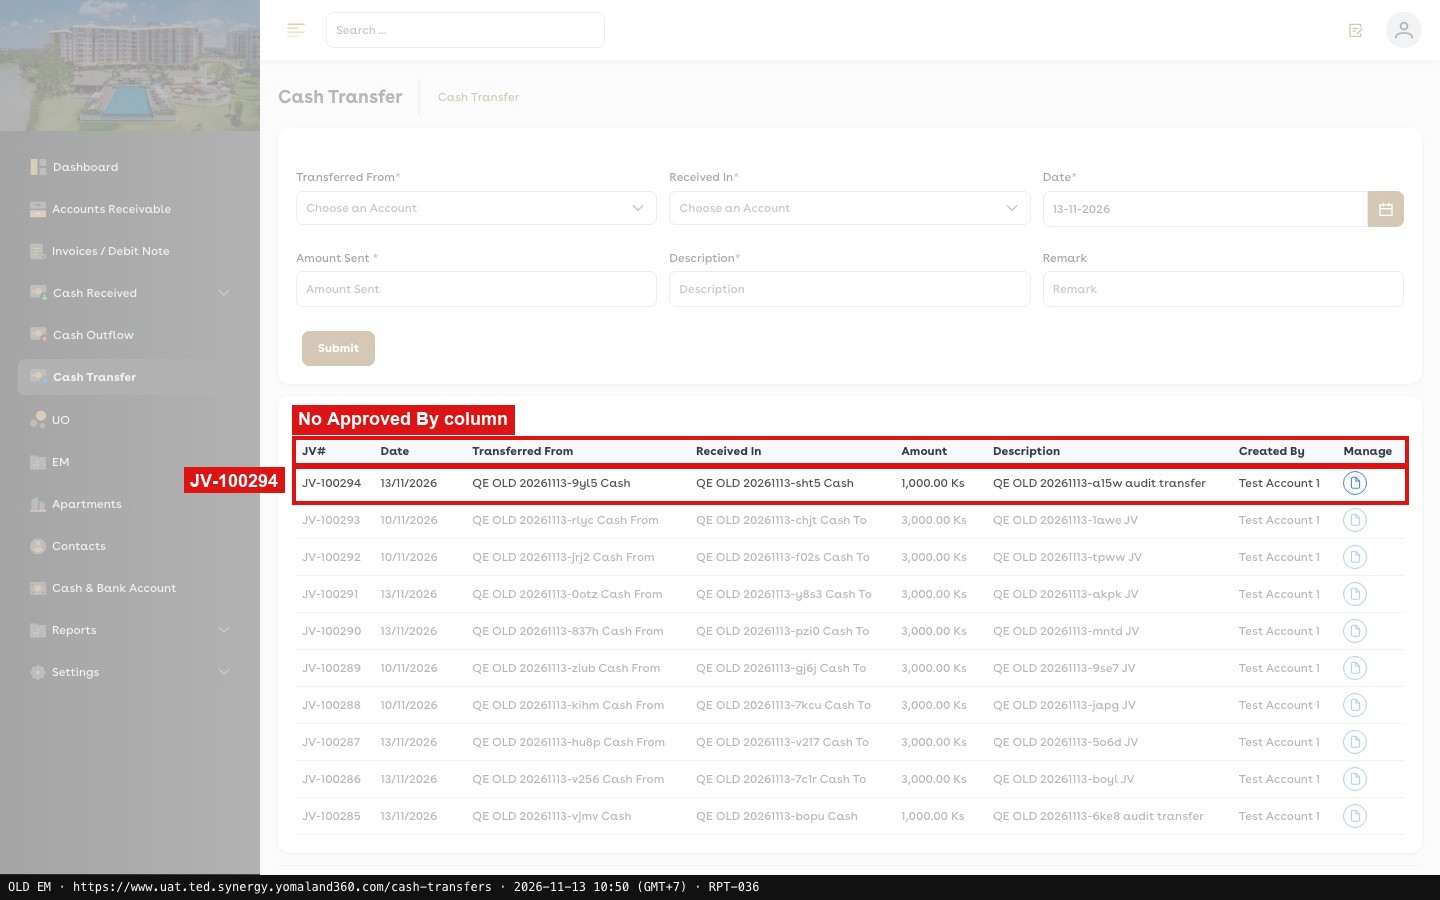 Search ...
Cash Transfer
Cash Transfer
Dashboard
Accounts Receivable
Invoices / Debit Note
Cash Received
Cash Outflow
Cash Transfer
UO
EM
Apartments
Contacts
Cash & Bank Account
Reports
Settings
Transferred From* Received In* Date*
Choose an Account Choose an Account 13-11-2026
Amount Sent * Description* Remark
Amount Sent Description Remark
Submit
No Approved By column
JV# Date Transferred From Received In Amount Description Created By Manage
JV-100294
JV-100294 13/11/2026 QE OLD 20261113-9yl5 Cash QE OLD 20261113-sht5 Cash 1,000.00 Ks QE OLD 20261113-a15w audit transfer Test Account 1
JV-100293 10/11/2026 QE OLD 20261113-rlyc Cash From QE OLD 20261113-chjt Cash To 3,000.00 Ks QE OLD 20261113-1awe JV Test Account 1
JV-100292 10/11/2026 QE OLD 20261113-jrj2 Cash From QE OLD 20261113-f02s Cash To 3,000.00 Ks QE OLD 20261113-tpww JV Test Account 1
JV-100291 13/11/2026 QE OLD 20261113-0otz Cash From QE OLD 20261113-y8s3 Cash To 3,000.00 Ks QE OLD 20261113-akpk JV Test Account 1
JV-100290 13/11/2026 QE OLD 20261113-837h Cash From QE OLD 20261113-pzi0 Cash To 3,000.00 Ks QE OLD 20261113-mntd JV Test Account 1
JV-100289 10/11/2026 QE OLD 20261113-ziub Cash From QE OLD 20261113-gj6j Cash To 3,000.00 Ks QE OLD 20261113-9se7 JV Test Account 1
JV-100288 10/11/2026 QE OLD 20261113-kihm Cash From QE OLD 20261113-7kcu Cash To 3,000.00 Ks QE OLD 20261113-japg JV Test Account 1
JV-100287 13/11/2026 QE OLD 20261113-hu8p Cash From QE OLD 20261113-v217 Cash To 3,000.00 Ks QE OLD 20261113-5o6d JV Test Account 1
JV-100286 13/11/2026 QE OLD 20261113-v256 Cash From QE OLD 20261113-7c1r Cash To 3,000.00 Ks QE OLD 20261113-boyl JV Test Account 1
JV-100285 13/11/2026 QE OLD 20261113-vjmv Cash QE OLD 20261113-bopu Cash 1,000.00 Ks QE OLD 20261113-6ke8 audit transfer Test Account 1
OLD EM · https://www.uat.ted.synergy.yomaland360.com/cash-transfers · 2026-11-13 10:50 (GMT+7) · RPT-036